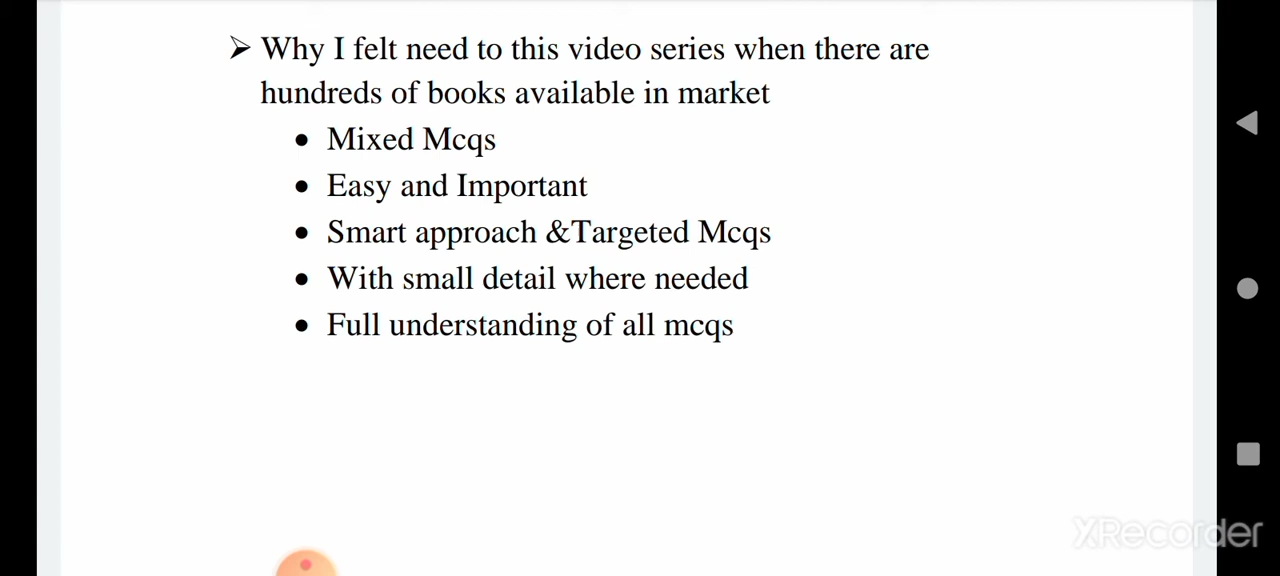 ➢ Why I felt need to this video series when there are
hundreds of books available in market
• Mixed Mcqs
• Easy and Important
• Smart approach &Targeted Mcqs
• With small detail where needed
• Full understanding of all mcqs
XRecorder